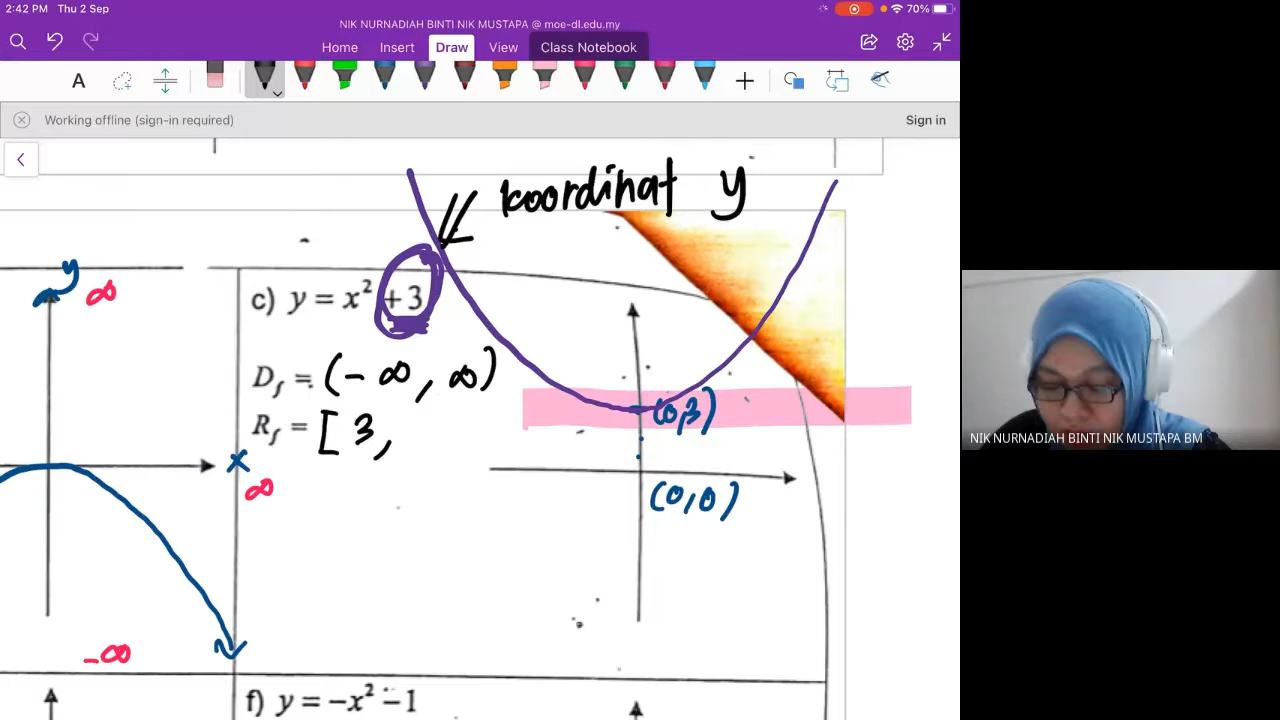 2:42 PM Thu 2 Sep
70%
NIK NURNADIAH BINTI NIK MUSTAPA @ moe-dl.edu.my
Home Insert Draw View Class Notebook
A
Working offline (sign-in required)
Sign in
koordinat y
y
∞
c) y = x² +3
D_f = (-∞, ∞)
R_f = [3,
(0,3)
x
∞
(0,0)
-∞
f) y = -x² -1
NIK NURNADIAH BINTI NIK MUSTAPA BM